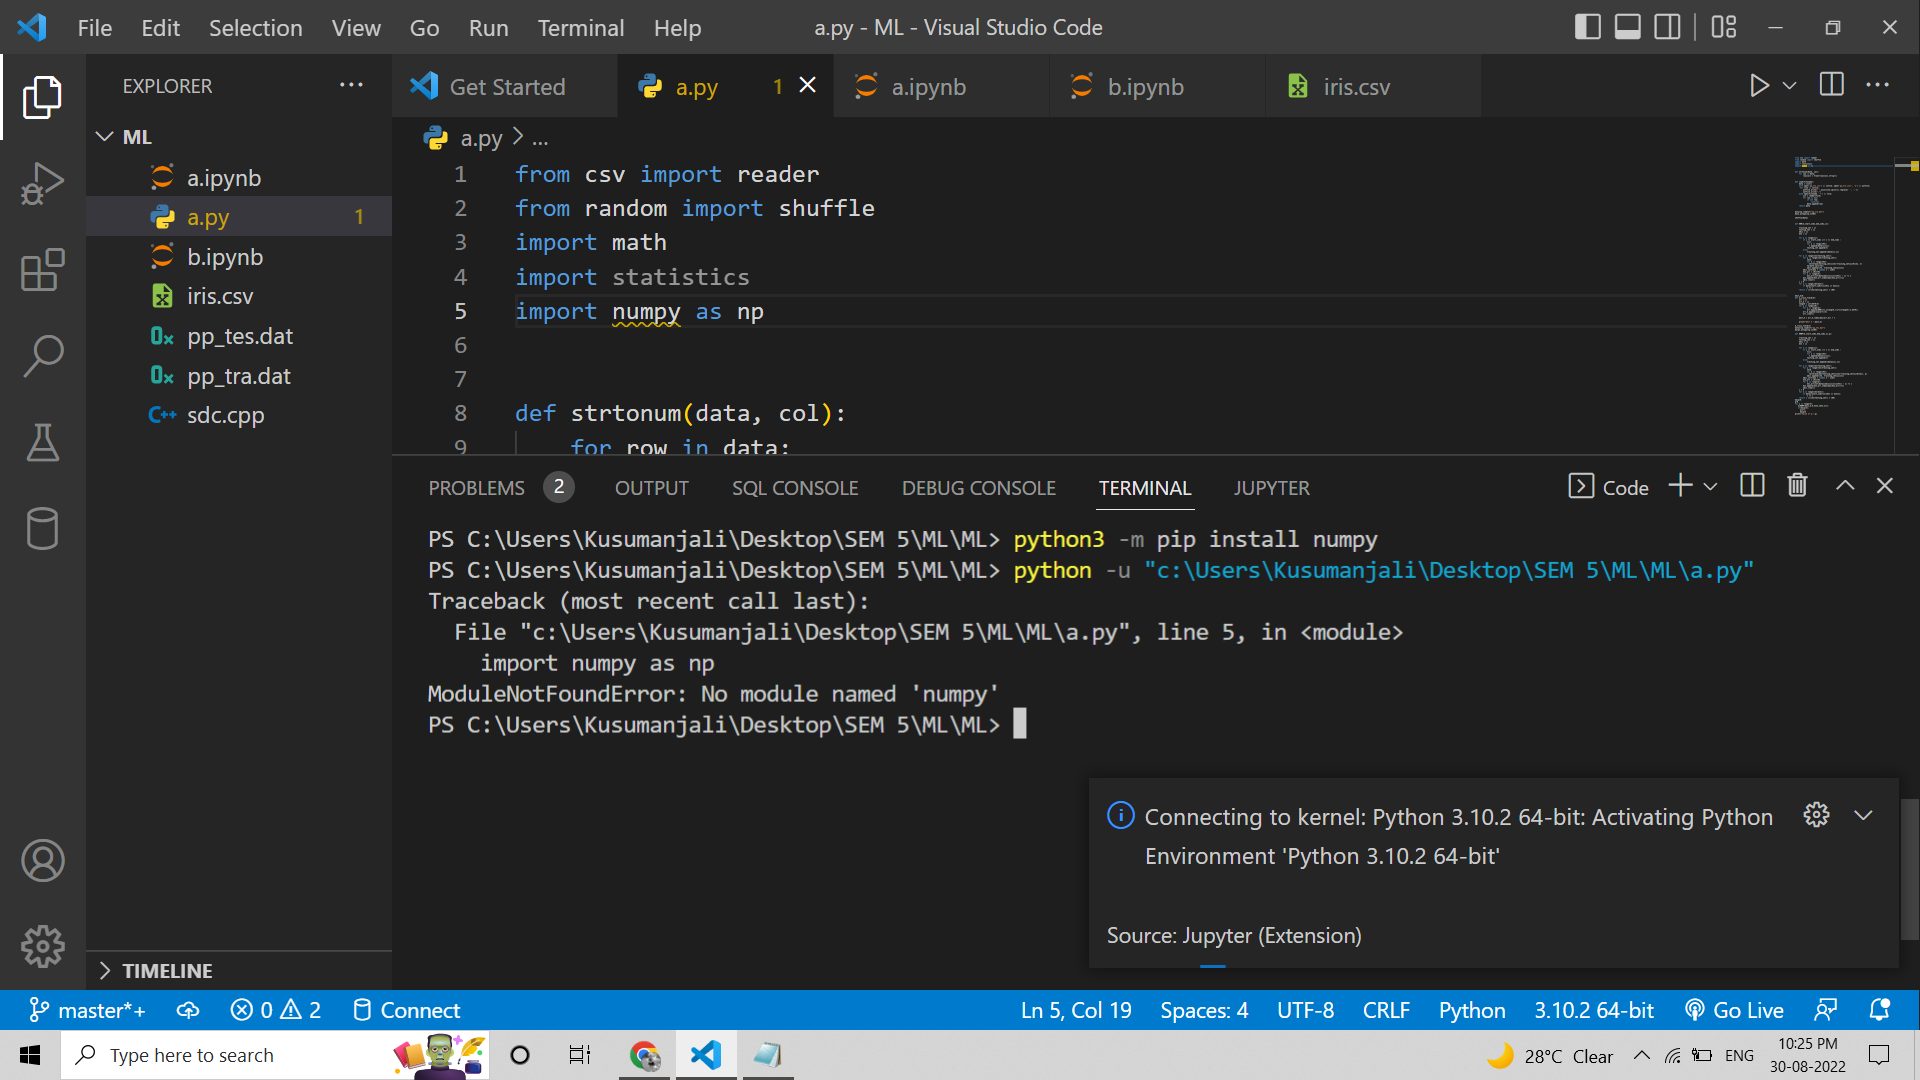 File Edit Selection View Go Run Terminal Help a.py - ML - Visual Studio Code
EXPLORER ...
Get Started a.py 1 a.ipynb b.ipynb iris.csv
ML
a.ipynb
a.py 1
b.ipynb
iris.csv
pp_tes.dat
pp_tra.dat
sdc.cpp
TIMELINE
a.py > ...
1 from csv import reader
2 from random import shuffle
3 import math
4 import statistics
5 import numpy as np
6
7
8 def strtonum(data, col):
9 for row in data:
PROBLEMS 2 OUTPUT SQL CONSOLE DEBUG CONSOLE TERMINAL JUPYTER Code
PS C:\Users\Kusumanjali\Desktop\SEM 5\ML\ML> python3 -m pip install numpy
PS C:\Users\Kusumanjali\Desktop\SEM 5\ML\ML> python -u "c:\Users\Kusumanjali\Desktop\SEM 5\ML\ML\a.py"
Traceback (most recent call last):
File "c:\Users\Kusumanjali\Desktop\SEM 5\ML\ML\a.py", line 5, in <module>
import numpy as np
ModuleNotFoundError: No module named 'numpy'
PS C:\Users\Kusumanjali\Desktop\SEM 5\ML\ML>
Connecting to kernel: Python 3.10.2 64-bit: Activating Python
Environment 'Python 3.10.2 64-bit'
Source: Jupyter (Extension)
master*+ 0 2 Connect Ln 5, Col 19 Spaces: 4 UTF-8 CRLF Python 3.10.2 64-bit Go Live
Type here to search 28°C Clear ENG 10:25 PM
30-08-2022